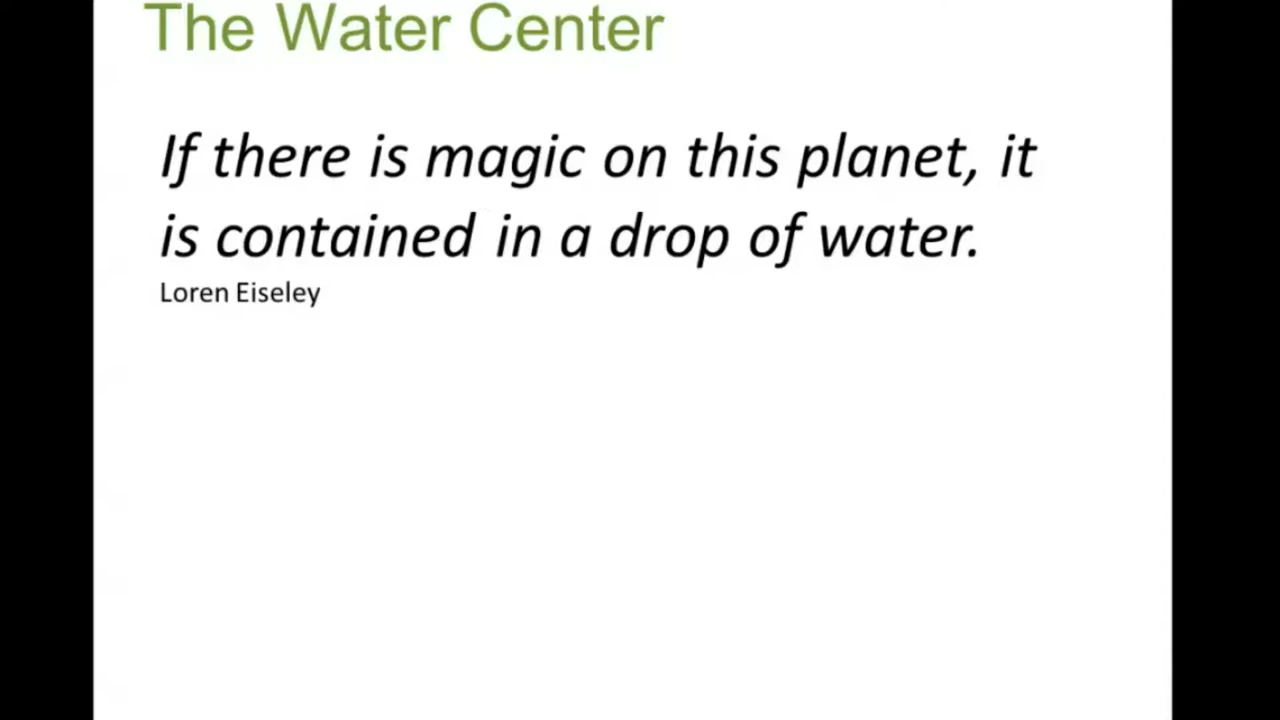 The Water Center
If there is magic on this planet, it
is contained in a drop of water.
Loren Eiseley